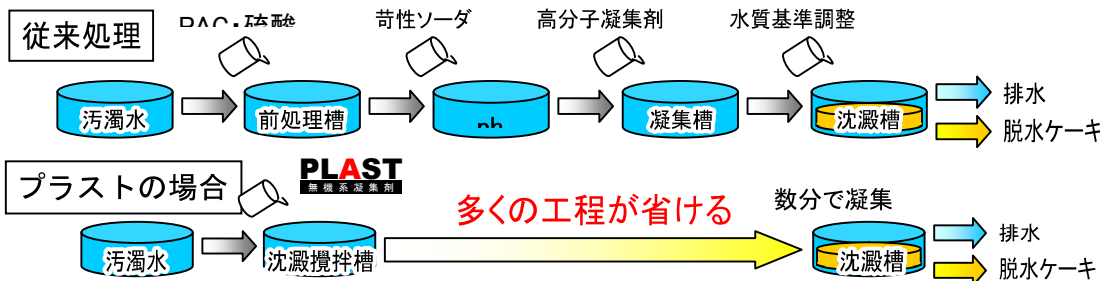 従来処理
PAC・硫酸
苛性ソーダ
高分子凝集剤
水質基準調整
汚濁水
前処理槽
ph
凝集槽
沈澱槽
排水
脱水ケーキ
プラストの場合
PLAST
無機系凝集剤
多くの工程が省ける
数分で凝集
汚濁水
沈澱攪拌槽
沈澱槽
排水
脱水ケーキ